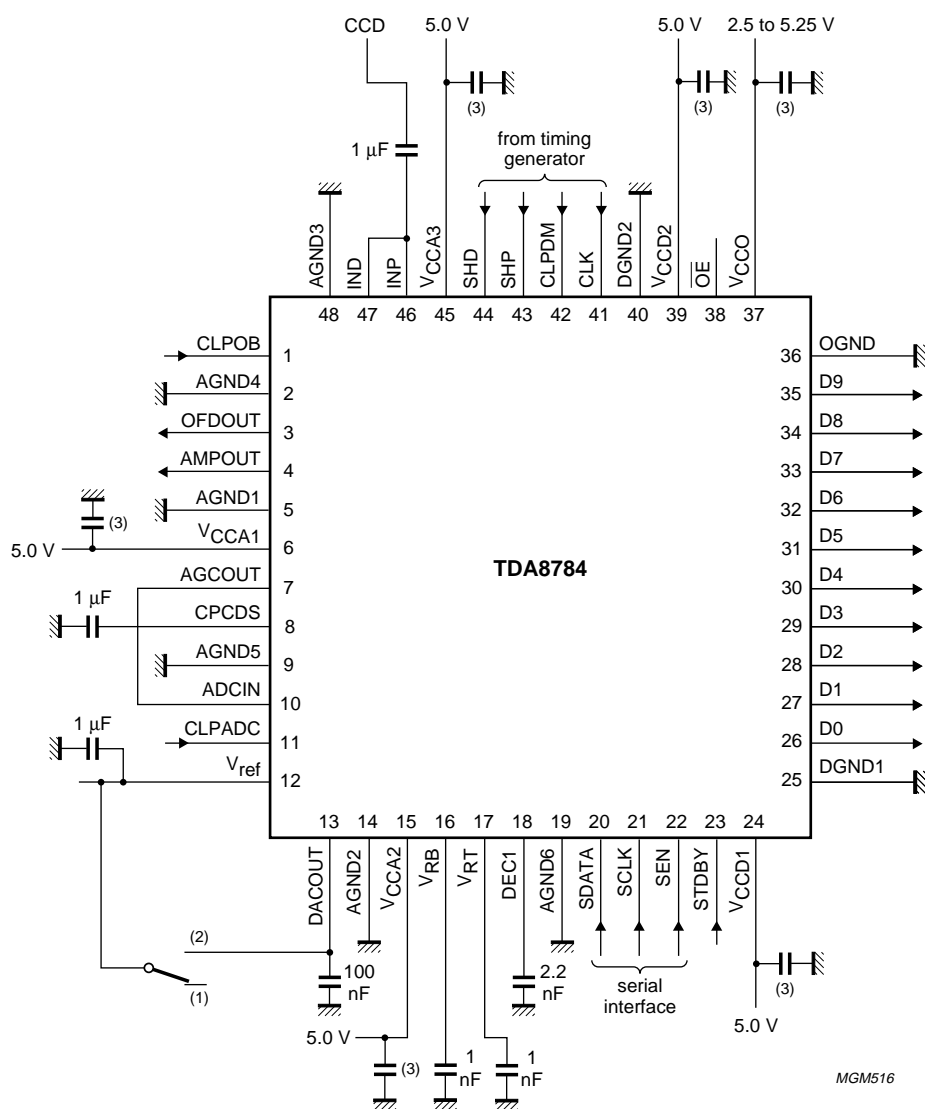 CCD
5.0 V
5.0 V
2.5 to 5.25 V
(3)
(3)
(3)
1 μF
from timing
generator
AGND3
IND
INP
VCCA3
SHD
SHP
CLPDM
CLK
DGND2
VCCD2
OE
VCCO
48
47
46
45
44
43
42
41
40
39
38
37
CLPOB
1
AGND4
2
OFDOUT
3
AMPOUT
4
AGND1
5
(3)
5.0 V
VCCA1
6
AGCOUT
7
1 μF
CPCDS
8
AGND5
9
ADCIN
10
1 μF
CLPADC
11
Vref
12
TDA8784
36
OGND
35
D9
34
D8
33
D7
32
D6
31
D5
30
D4
29
D3
28
D2
27
D1
26
D0
25
DGND1
13
14
15
16
17
18
19
20
21
22
23
24
DACOUT
AGND2
VCCA2
VRB
VRT
DEC1
AGND6
SDATA
SCLK
SEN
STDBY
VCCD1
(2)
(1)
100
nF
2.2
nF
serial
interface
(3)
5.0 V
5.0 V
(3)
1
nF
1
nF
MGM516